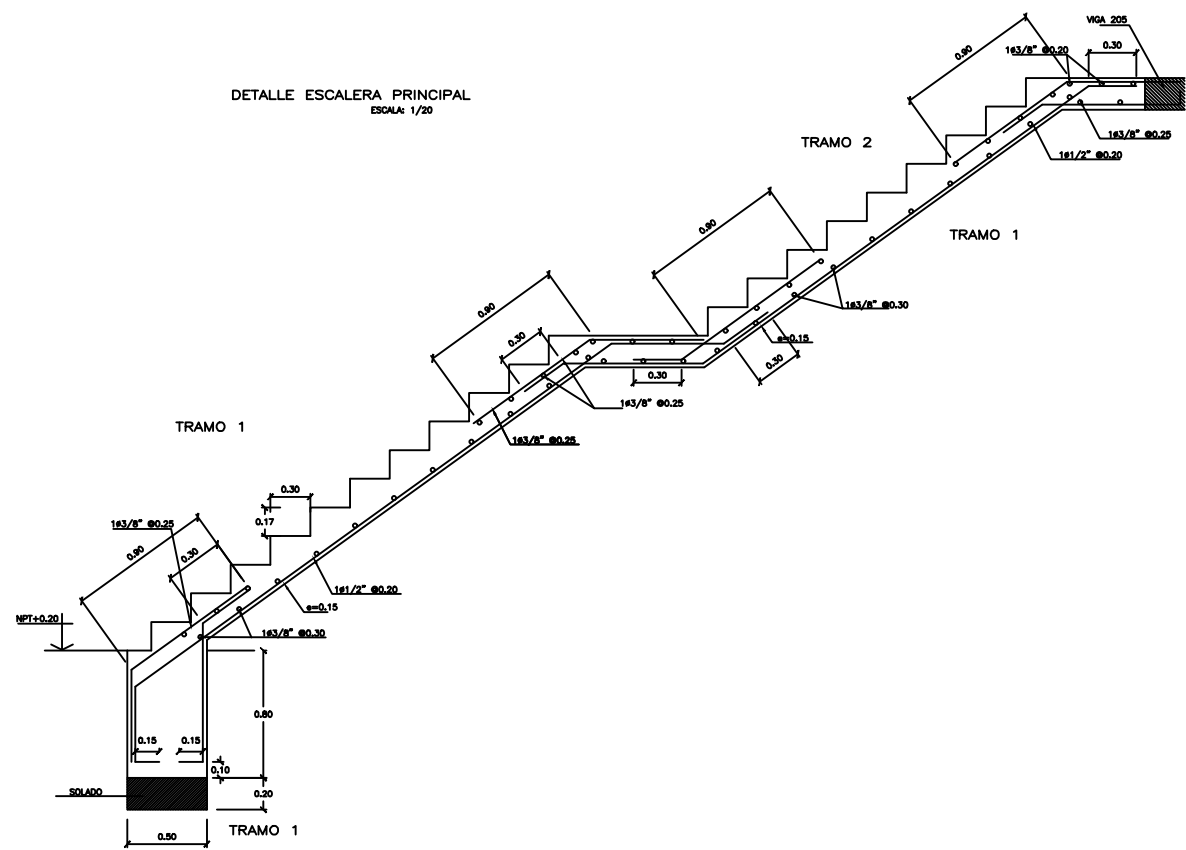 VIGA 205
0.90
1ø3/8" @0.20
0.30
DETALLE ESCALERA PRINCIPAL
ESCALA: 1/20
TRAMO 2
1ø3/8" @0.25
1ø1/2" @0.20
0.90
TRAMO 1
0.90
1ø3/8" @0.30
0.30
e=0.15
0.30
0.30
1ø3/8" @0.25
TRAMO 1
1ø3/8" @0.25
0.30
0.17
1ø3/8" @0.25
0.90
0.30
1ø1/2" @0.20
e=0.15
NPT+0.20
1ø3/8" @0.30
0.80
0.15
0.15
0.10
SOLADO
0.20
0.50
TRAMO 1